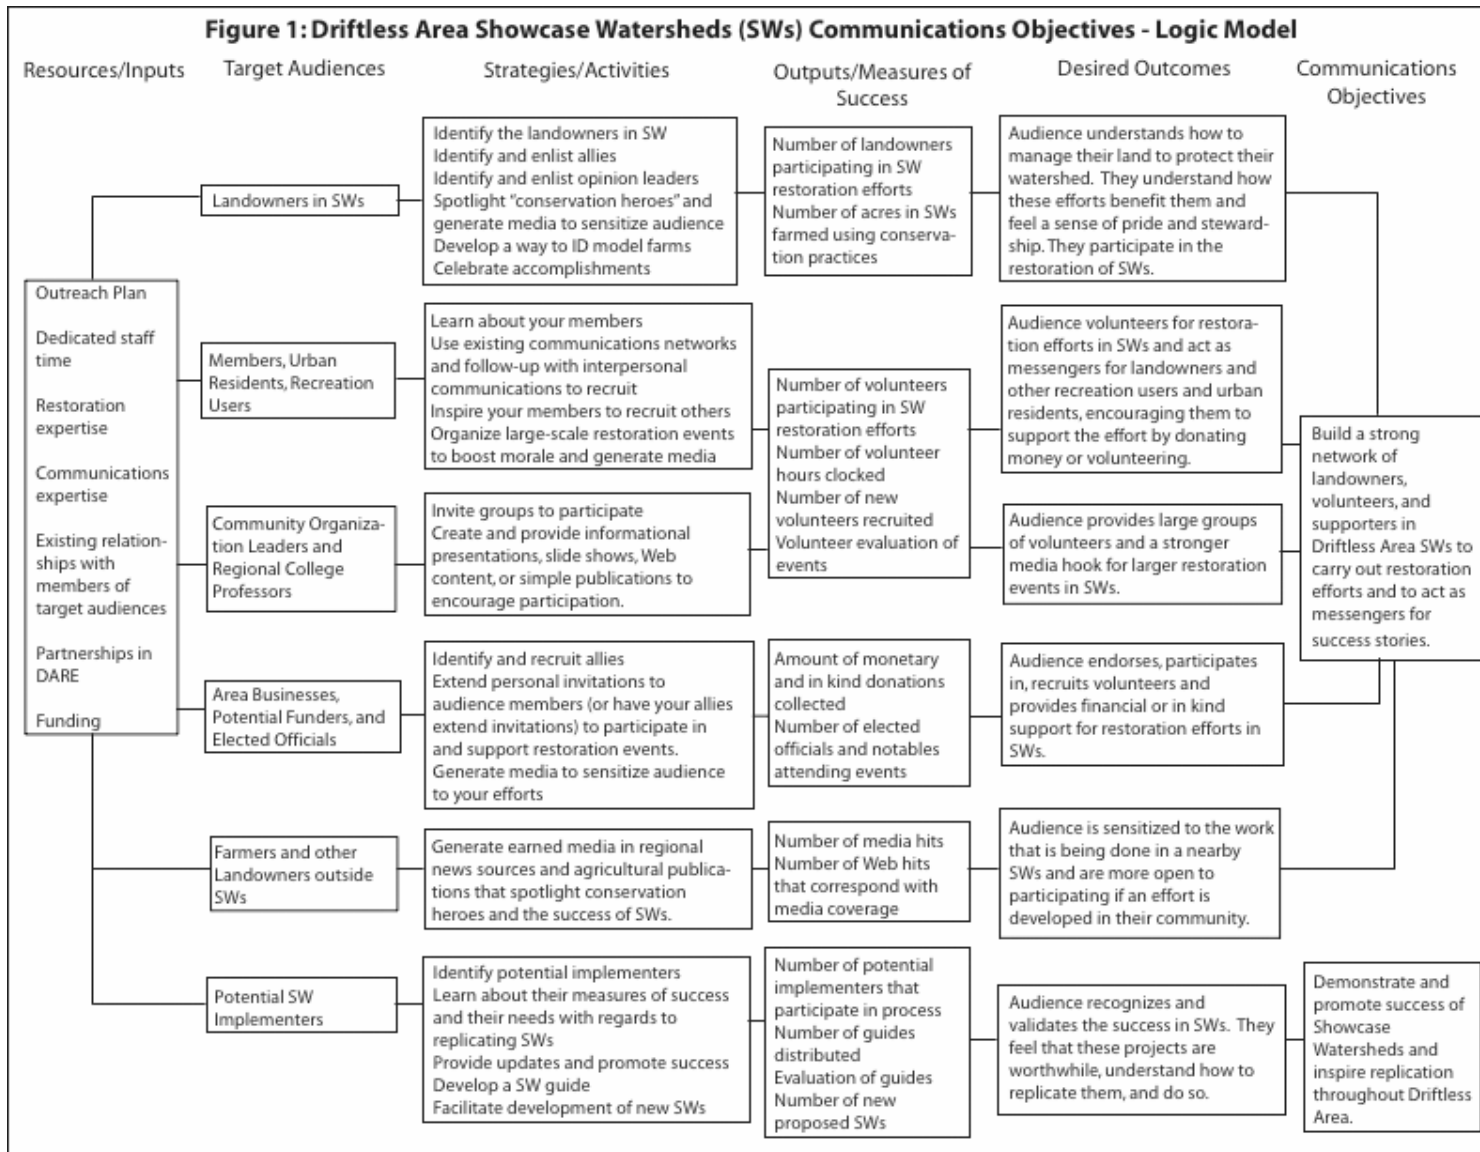 Figure 1: Driftless Area Showcase Watersheds (SWs) Communications Objectives - Logic Model
Resources/Inputs
Target Audiences
Strategies/Activities
Outputs/Measures of
Success
Desired Outcomes
Communications
Objectives
Outreach Plan
Dedicated staff
time
Restoration
expertise
Communications
expertise
Existing relation-
ships with
members of
target audiences
Partnerships in
DARE
Funding
Landowners in SWs
Identify the landowners in SW
Identify and enlist allies
Identify and enlist opinion leaders
Spotlight "conservation heroes" and
generate media to sensitize audience
Develop a way to ID model farms
Celebrate accomplishments
Number of landowners
participating in SW
restoration efforts
Number of acres in SWs
farmed using conserva-
tion practices
Audience understands how to
manage their land to protect their
watershed. They understand how
these efforts benefit them and
feel a sense of pride and steward-
ship. They participate in the
restoration of SWs.
Members, Urban
Residents, Recreation
Users
Learn about your members
Use existing communications networks
and follow-up with interpersonal
communications to recruit
Inspire your members to recruit others
Organize large-scale restoration events
to boost morale and generate media
Number of volunteers
participating in SW
restoration efforts
Number of volunteer
hours clocked
Number of new
volunteers recruited
Volunteer evaluation of
events
Audience volunteers for restora-
tion efforts in SWs and act as
messengers for landowners and
other recreation users and urban
residents, encouraging them to
support the effort by donating
money or volunteering.
Community Organiza-
tion Leaders and
Regional College
Professors
Invite groups to participate
Create and provide informational
presentations, slide shows, Web
content, or simple publications to
encourage participation.
Audience provides large groups
of volunteers and a stronger
media hook for larger restoration
events in SWs.
Build a strong
network of
landowners,
volunteers, and
supporters in
Driftless Area SWs to
carry out restoration
efforts and to act as
messengers for
success stories.
Area Businesses,
Potential Funders, and
Elected Officials
Identify and recruit allies
Extend personal invitations to
audience members (or have your allies
extend invitations) to participate in
and support restoration events.
Generate media to sensitize audience
to your efforts
Amount of monetary
and in kind donations
collected
Number of elected
officials and notables
attending events
Audience endorses, participates
in, recruits volunteers and
provides financial or in kind
support for restoration efforts in
SWs.
Farmers and other
Landowners outside
SWs
Generate earned media in regional
news sources and agricultural publica-
tions that spotlight conservation
heroes and the success of SWs.
Number of media hits
Number of Web hits
that correspond with
media coverage
Audience is sensitized to the work
that is being done in a nearby
SWs and are more open to
participating if an effort is
developed in their community.
Potential SW
Implementers
Identify potential implementers
Learn about their measures of success
and their needs with regards to
replicating SWs
Provide updates and promote success
Develop a SW guide
Facilitate development of new SWs
Number of potential
implementers that
participate in process
Number of guides
distributed
Evaluation of guides
Number of new
proposed SWs
Audience recognizes and
validates the success in SWs. They
feel that these projects are
worthwhile, understand how to
replicate them, and do so.
Demonstrate and
promote success of
Showcase
Watersheds and
inspire replication
throughout Driftless
Area.